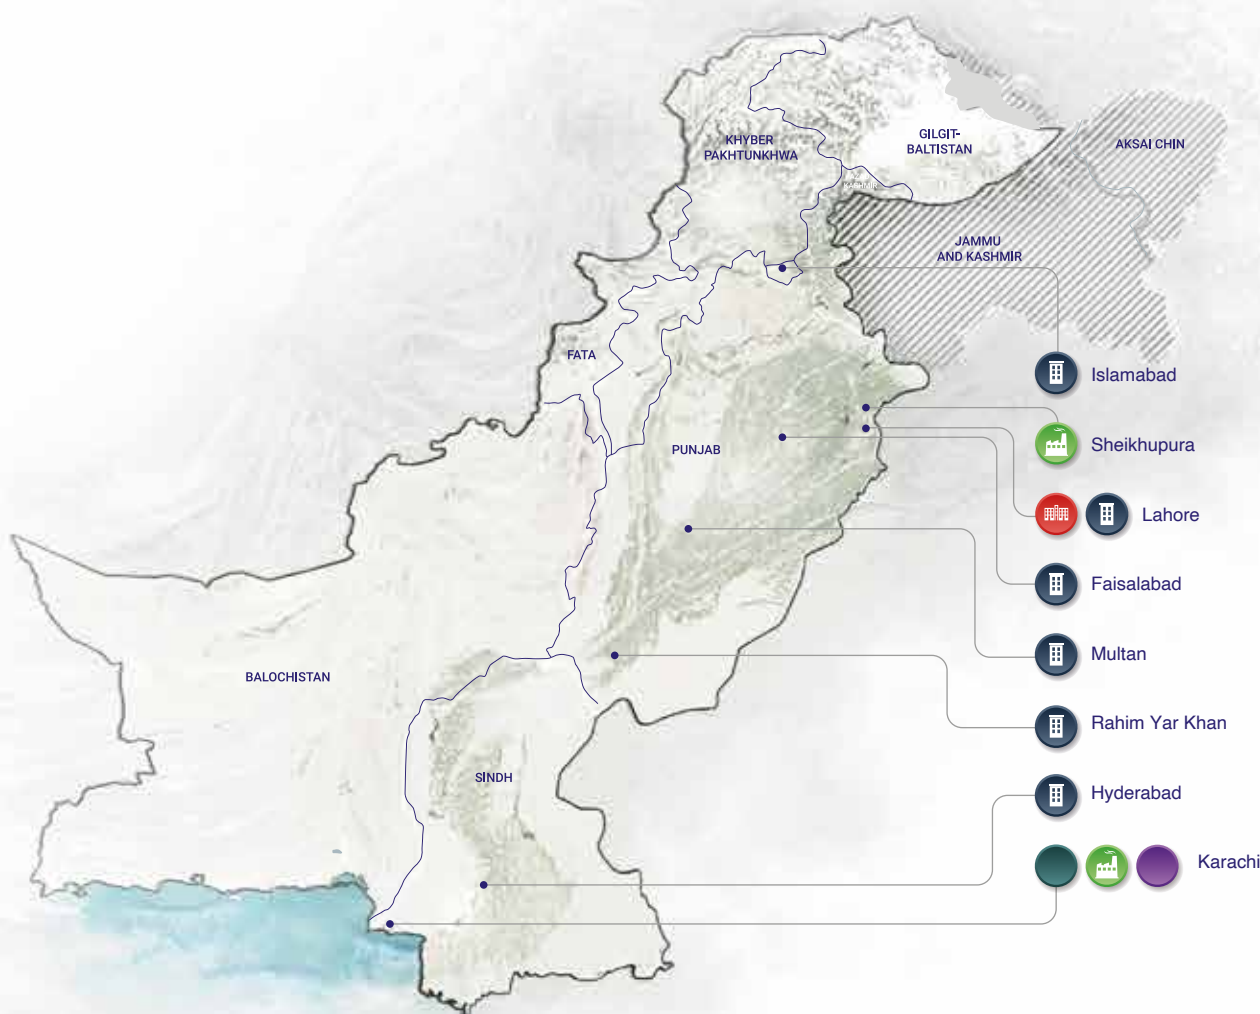 KHYBER
PAKHTUNKHWA
GILGIT-
BALTISTAN
AKSAI CHIN
KASHMIR
JAMMU
AND KASHMIR
FATA
PUNJAB
BALOCHISTAN
SINDH
Islamabad
Sheikhupura
Lahore
Faisalabad
Multan
Rahim Yar Khan
Hyderabad
Karachi